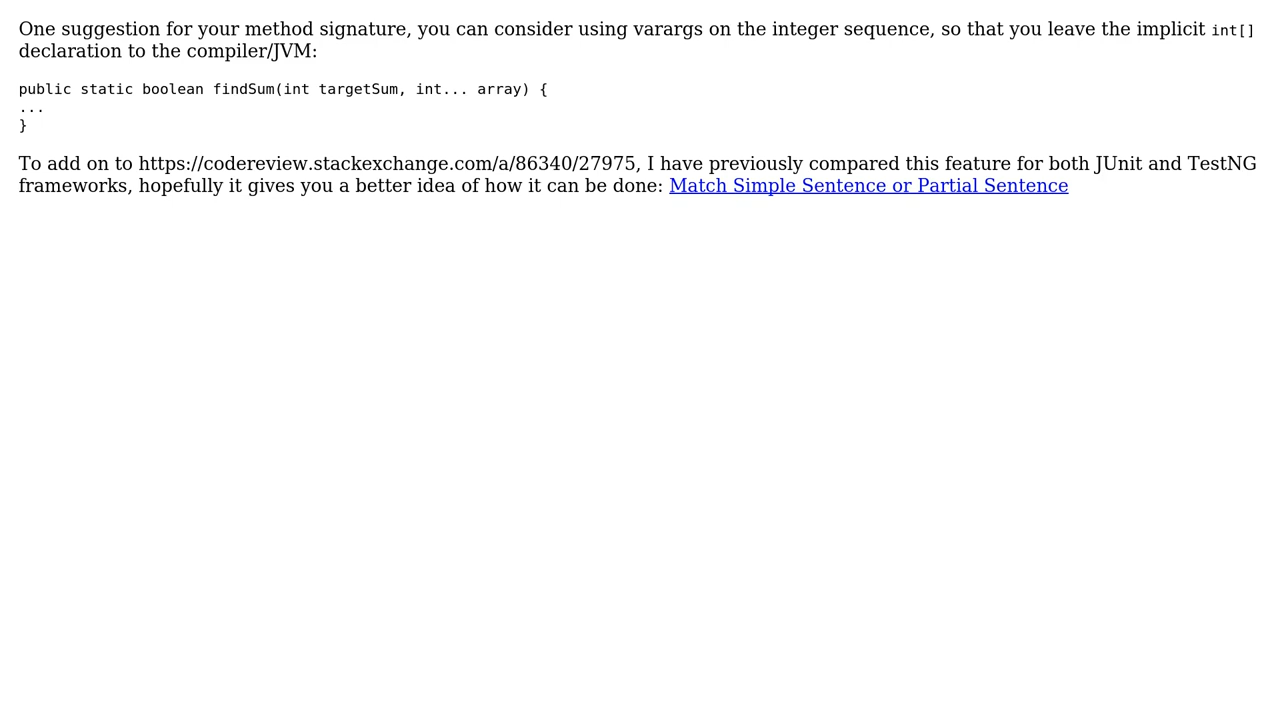 One suggestion for your method signature, you can consider using varargs on the integer sequence, so that you leave the implicit int[]
declaration to the compiler/JVM:
public static boolean findSum(int targetSum, int... array) {
...
}
To add on to https://codereview.stackexchange.com/a/86340/27975, I have previously compared this feature for both JUnit and TestNG
frameworks, hopefully it gives you a better idea of how it can be done: Match Simple Sentence or Partial Sentence